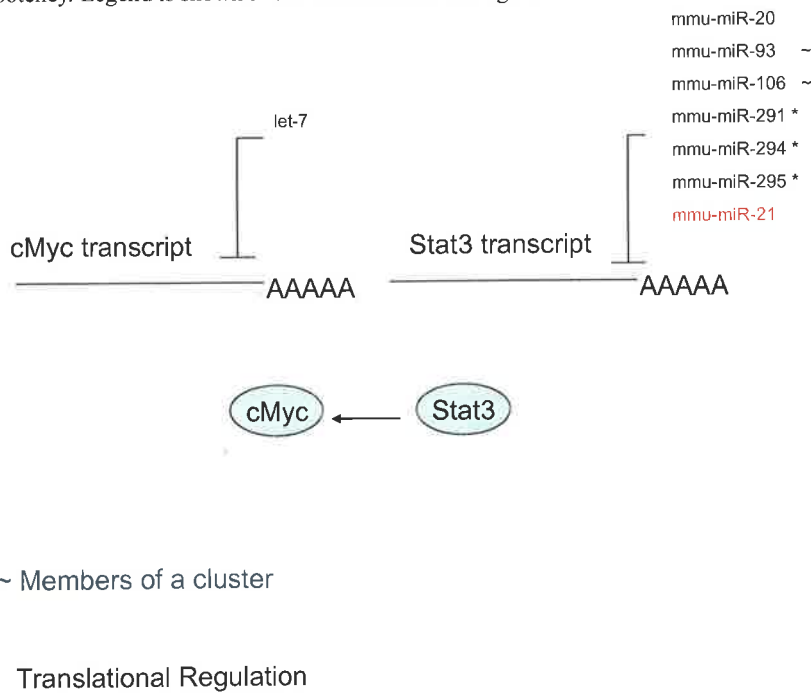 mmu-miR-20
mmu-miR-93 ~
mmu-miR-106 ~
let-7
mmu-miR-291 *
mmu-miR-294 *
mmu-miR-295 *
mmu-miR-21
cMyc transcript
Stat3 transcript
AAAAA
AAAAA
cMyc
Stat3
~ Members of a cluster
Translational Regulation